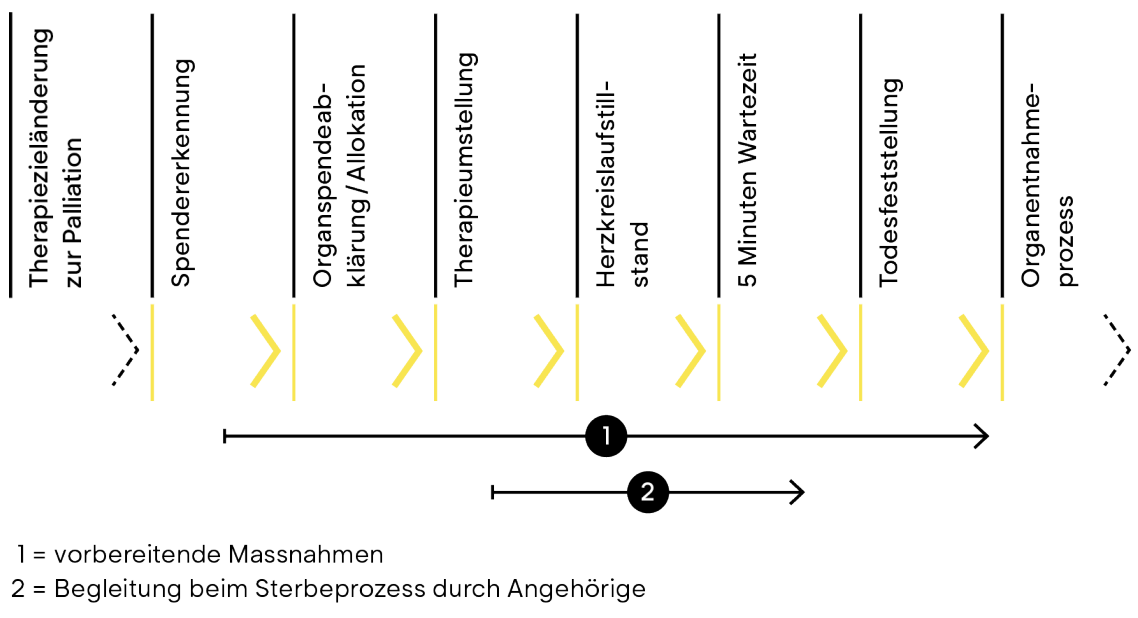 Therapiezieländerung
zur Palliation
Spendererkennung
Organspendeab-
klärung/Allokation
Therapieumstellung
Herzkreislaufstill-
stand
5 Minuten Wartezeit
Todesfeststellung
Organentnahme-
prozess
1
2
1 = vorbereitende Massnahmen
2 = Begleitung beim Sterbeprozess durch Angehörige